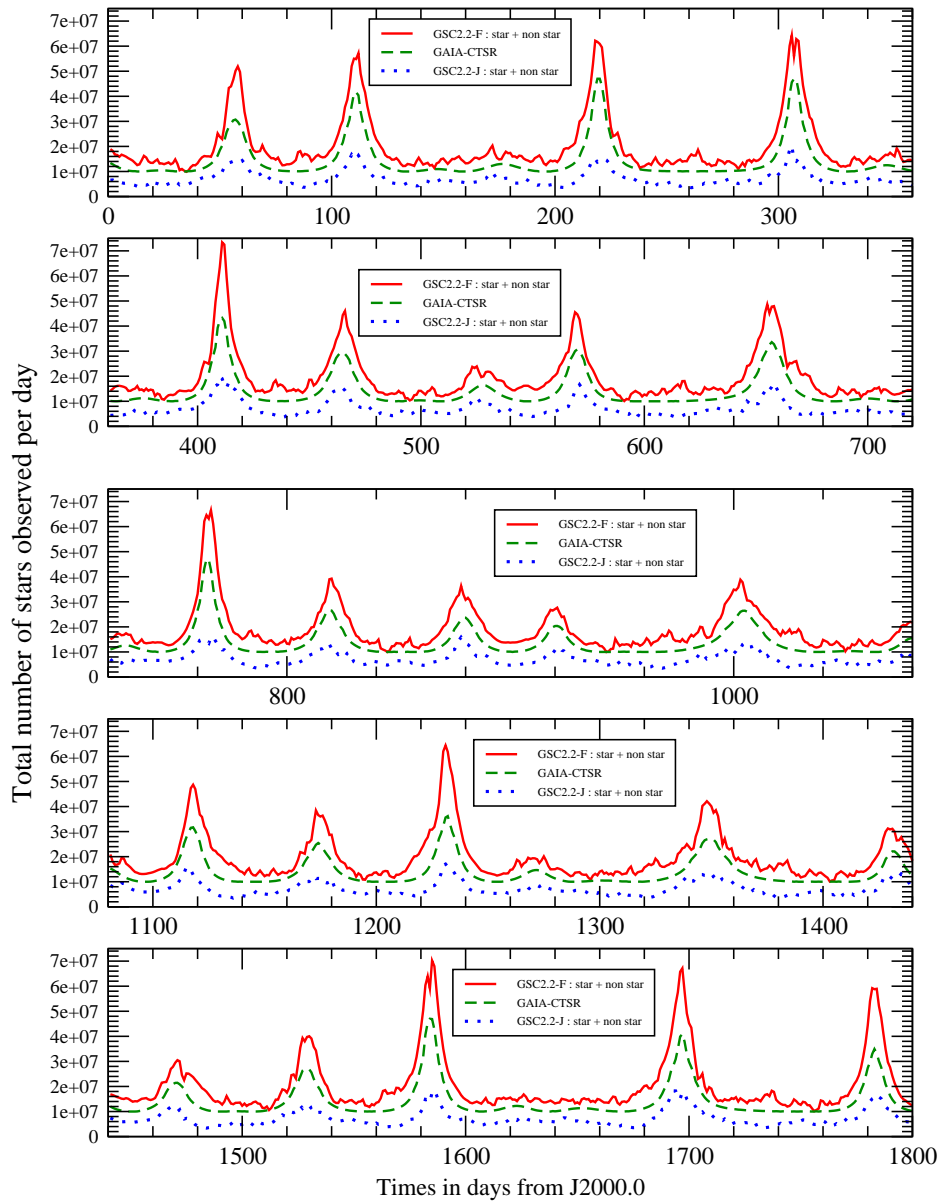 7e+07
6e+07
5e+07
4e+07
3e+07
2e+07
1e+07
0
GSC2.2-F : star + non star
GAIA-CTSR
GSC2.2-J : star + non star
0 100 200 300
7e+07
6e+07
5e+07
4e+07
3e+07
2e+07
1e+07
0
GSC2.2-F : star + non star
GAIA-CTSR
GSC2.2-J : star + non star
400 500 600 700
Total number of stars observed per day
7e+07
6e+07
5e+07
4e+07
3e+07
2e+07
1e+07
0
GSC2.2-F : star + non star
GAIA-CTSR
GSC2.2-J : star + non star
800 1000
7e+07
6e+07
5e+07
4e+07
3e+07
2e+07
1e+07
0
GSC2.2-F : star + non star
GAIA-CTSR
GSC2.2-J : star + non star
1100 1200 1300 1400
7e+07
6e+07
5e+07
4e+07
3e+07
2e+07
1e+07
0
GSC2.2-F : star + non star
GAIA-CTSR
GSC2.2-J : star + non star
1500 1600 1700 1800
Times in days from J2000.0